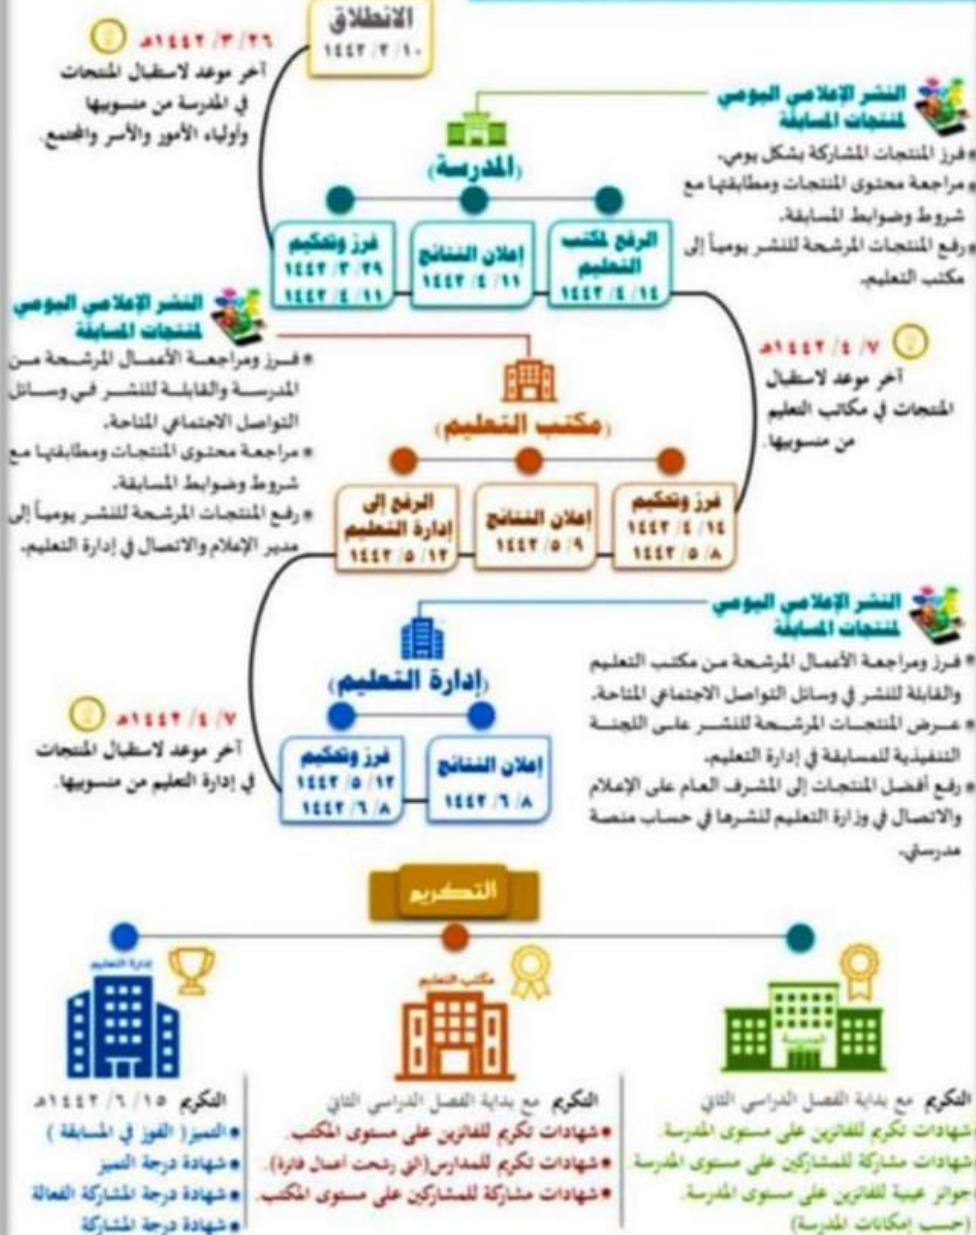 الانطلاق
١٤٤٢/٣/١٠
١٤٤٢/٣/٢٦هـ
آخر موعد لاستقبال المنتجات
في المدرسة من منسوبيها
وأولياء الأمور والأسر والمجتمع.
النشر الإعلامي اليومي
لمنتجات المسابقة
فرز المنتجات المشاركة بشكل يومي.
مراجعة محتوى المنتجات ومطابقتها مع
شروط وضوابط المسابقة.
رفع المنتجات المرشحة للنشر يومياً إلى
مكتب التعليم.
(المدرسة)
فرز وتحكيم
١٤٤٢/٣/٢٩
١٤٤٢/٤/١١
إعلان النتائج
١٤٤٢/٤/١١
الرفع لمكتب
التعليم
١٤٤٢/٤/١٤
١٤٤٢/٤/٧هـ
آخر موعد لاستقبال
المنتجات في مكاتب التعليم
من منسوبيها.
النشر الإعلامي اليومي
لمنتجات المسابقة
فرز ومراجعة الأعمال المرشحة من
المدرسة والقابلة للنشر في وسائل
التواصل الاجتماعي المتاحة.
مراجعة محتوى المنتجات ومطابقتها مع
شروط وضوابط المسابقة.
رفع المنتجات المرشحة للنشر يومياً إلى
مدير الإعلام والاتصال في إدارة التعليم.
(مكتب التعليم)
فرز وتحكيم
١٤٤٢/٤/١٤
١٤٤٢/٥/٨
إعلان النتائج
١٤٤٢/٥/٩
الرفع إلى
إدارة التعليم
١٤٤٢/٥/١٢
النشر الإعلامي اليومي
لمنتجات المسابقة
فرز ومراجعة الأعمال المرشحة من مكتب التعليم
والقابلة للنشر في وسائل التواصل الاجتماعي المتاحة.
عرض المنتجات المرشحة للنشر على اللجنة
التنفيذية للمسابقة في إدارة التعليم.
رفع أفضل المنتجات إلى المشرف العام على الإعلام
والاتصال في وزارة التعليم لنشرها في حساب منصة
مدرستي.
(إدارة التعليم)
١٤٤٢/٤/٧هـ
آخر موعد لاستقبال المنتجات
في إدارة التعليم من منسوبيها.
فرز وتحكيم
١٤٤٢/٥/١٢
١٤٤٢/٦/٨
إعلان النتائج
١٤٤٢/٦/٨
التكريم
المدرسة
التكريم مع بداية الفصل الدراسي الثاني
شهادات تكريم للفائزين على مستوى المدرسة.
شهادات مشاركة للمشاركين على مستوى المدرسة.
جوائز عينية للفائزين على مستوى المدرسة.
(حسب إمكانات المدرسة)
مكتب التعليم
التكريم مع بداية الفصل الدراسي الثاني
شهادات تكريم للفائزين على مستوى المكتب.
شهادات تكريم للمدارس(التي رشحت أعمال فائزة).
شهادات مشاركة للمشاركين على مستوى المكتب.
إدارة التعليم
التكريم ١٤٤٢/٦/١٥هـ
التميز( الفوز في المسابقة )
شهادة درجة التميز
شهادة درجة المشاركة الفعالة
شهادة درجة المشاركة